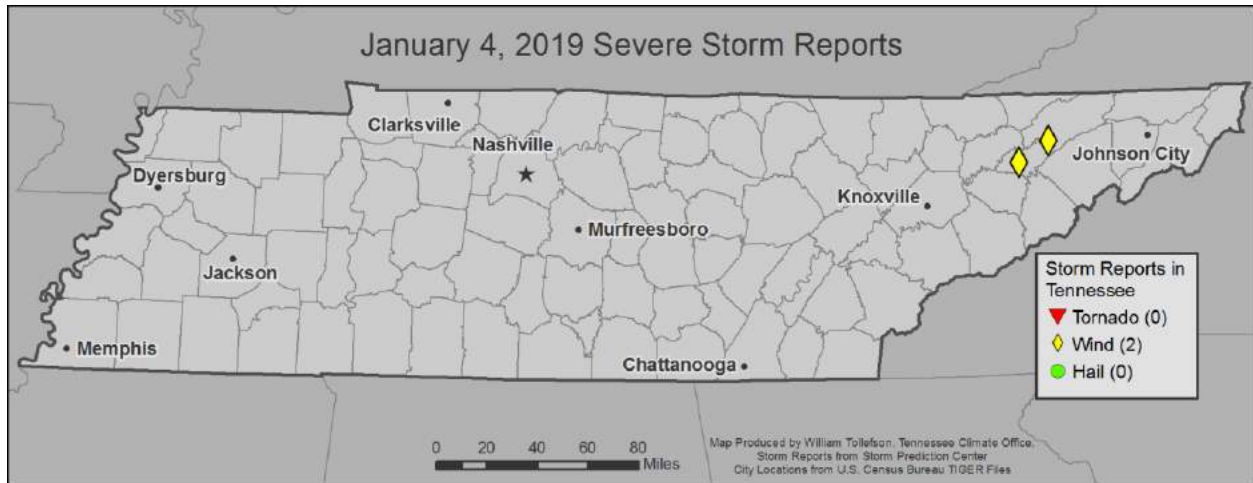 January 4, 2019 Severe Storm Reports
Clarksville
Nashville
Johnson City
Dyersburg
Knoxville
Murfreesboro
Jackson
Storm Reports in
Tennessee
Tornado (0)
Wind (2)
Hail (0)
Memphis
Chattanooga
0 20 40 60 80
Miles
Map Produced by William Tollefson, Tennessee Climate Office.
Storm Reports from Storm Prediction Center
City Locations from U.S. Census Bureau TIGER Files